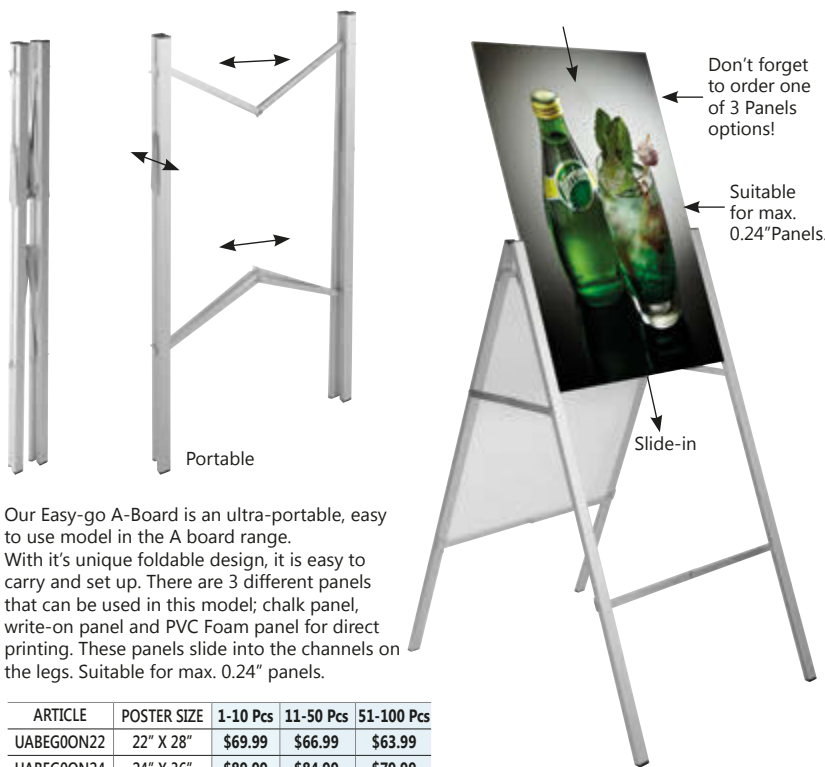 Don't forget
to order one
of 3 Panels
options!
Suitable
for max.
0.24"Panels.
Slide-in
Portable
Our Easy-go A-Board is an ultra-portable, easy
to use model in the A board range.
With it's unique foldable design, it is easy to
carry and set up. There are 3 different panels
that can be used in this model; chalk panel,
write-on panel and PVC Foam panel for direct
printing. These panels slide into the channels on
the legs. Suitable for max. 0.24” panels.
ARTICLE POSTER SIZE 1-10 Pcs 11-50 Pcs 51-100 Pcs
UABEG0ON22 22” X 28” $69.99 $66.99 $63.99